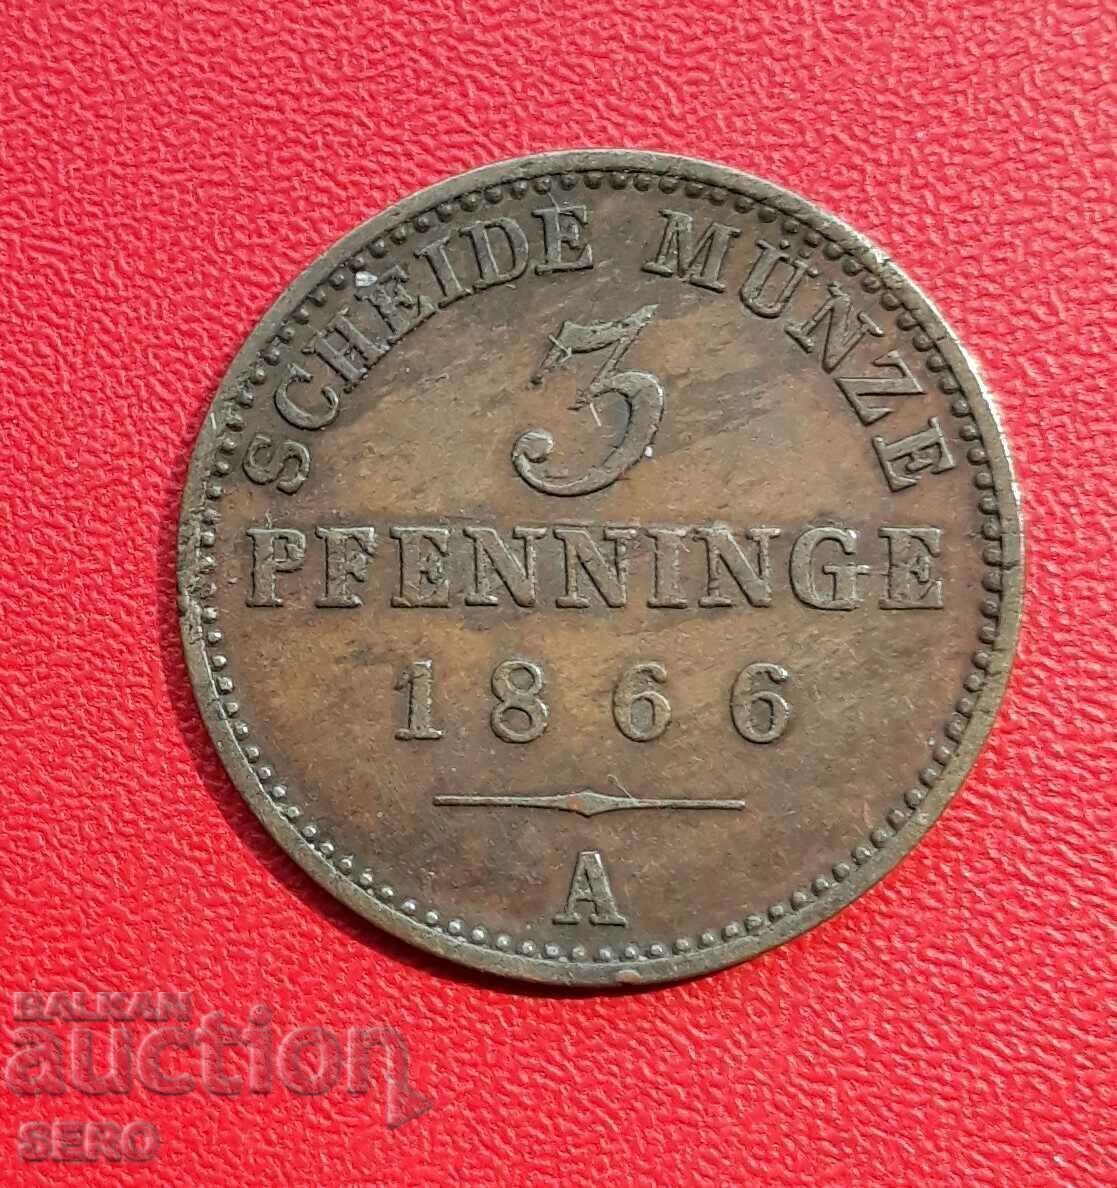 SCHEIDE MÜNZE
3
PFENNINGE
1866
A
BALKAN
auction
SERO